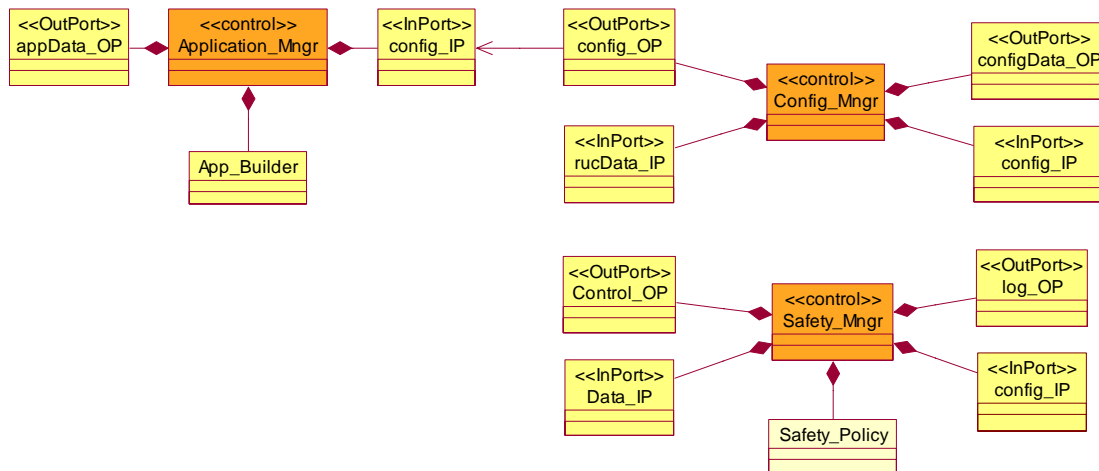 <<OutPort>>
appData_OP
<<control>>
Application_Mngr
<<InPort>>
config_IP
<<OutPort>>
config_OP
<<OutPort>>
configData_OP
<<control>>
Config_Mngr
App_Builder
<<InPort>>
rucData_IP
<<InPort>>
config_IP
<<OutPort>>
Control_OP
<<control>>
Safety_Mngr
<<OutPort>>
log_OP
<<InPort>>
Data_IP
<<InPort>>
config_IP
Safety_Policy